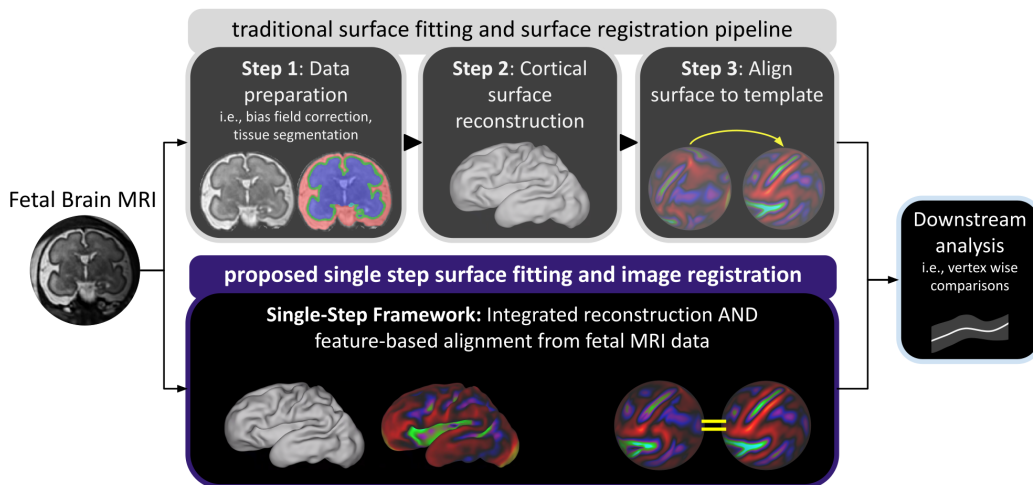 traditional surface fitting and surface registration pipeline
Step 1: Data
preparation
i.e., bias field correction,
tissue segmentation
Step 2: Cortical
surface
reconstruction
Step 3: Align
surface to template
Fetal Brain MRI
proposed single step surface fitting and image registration
Single-Step Framework: Integrated reconstruction AND
feature-based alignment from fetal MRI data
Downstream
analysis
i.e., vertex wise
comparisons